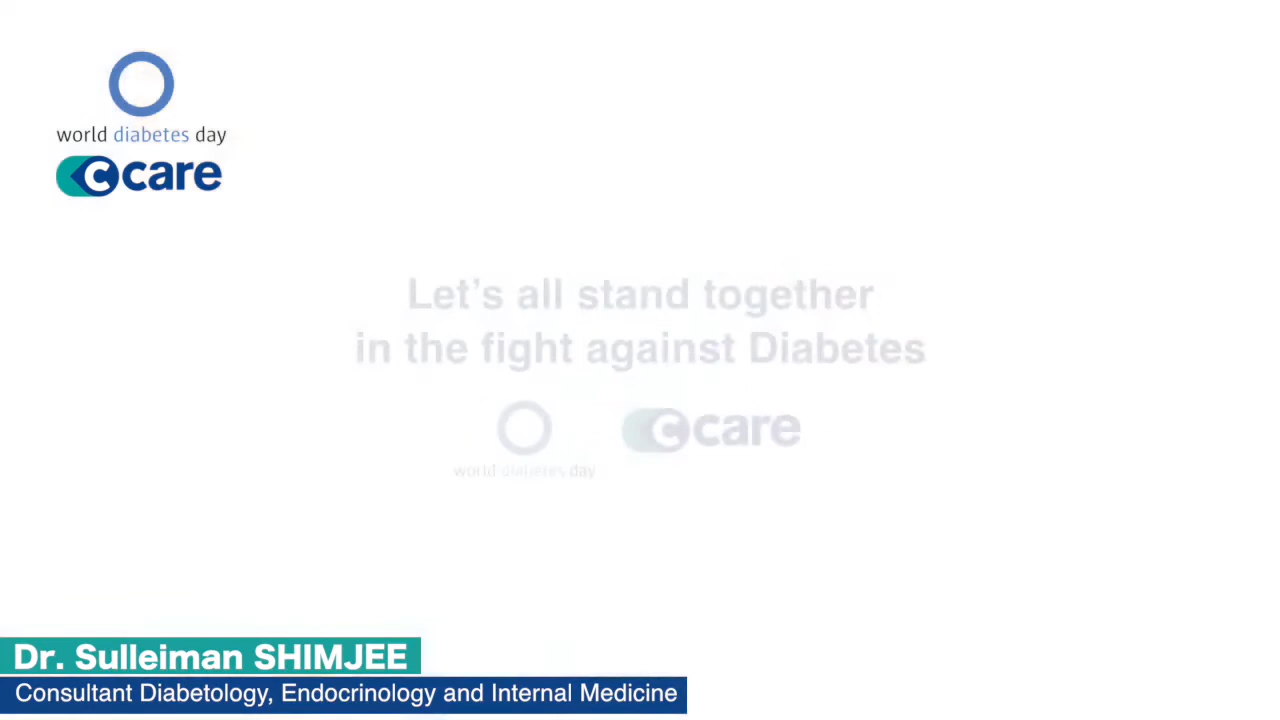 world diabetes day
c care
Let's all stand together
in the fight against Diabetes
c care
world diabetes day
Dr. Sulleiman SHIMJEE
Consultant Diabetology, Endocrinology and Internal Medicine